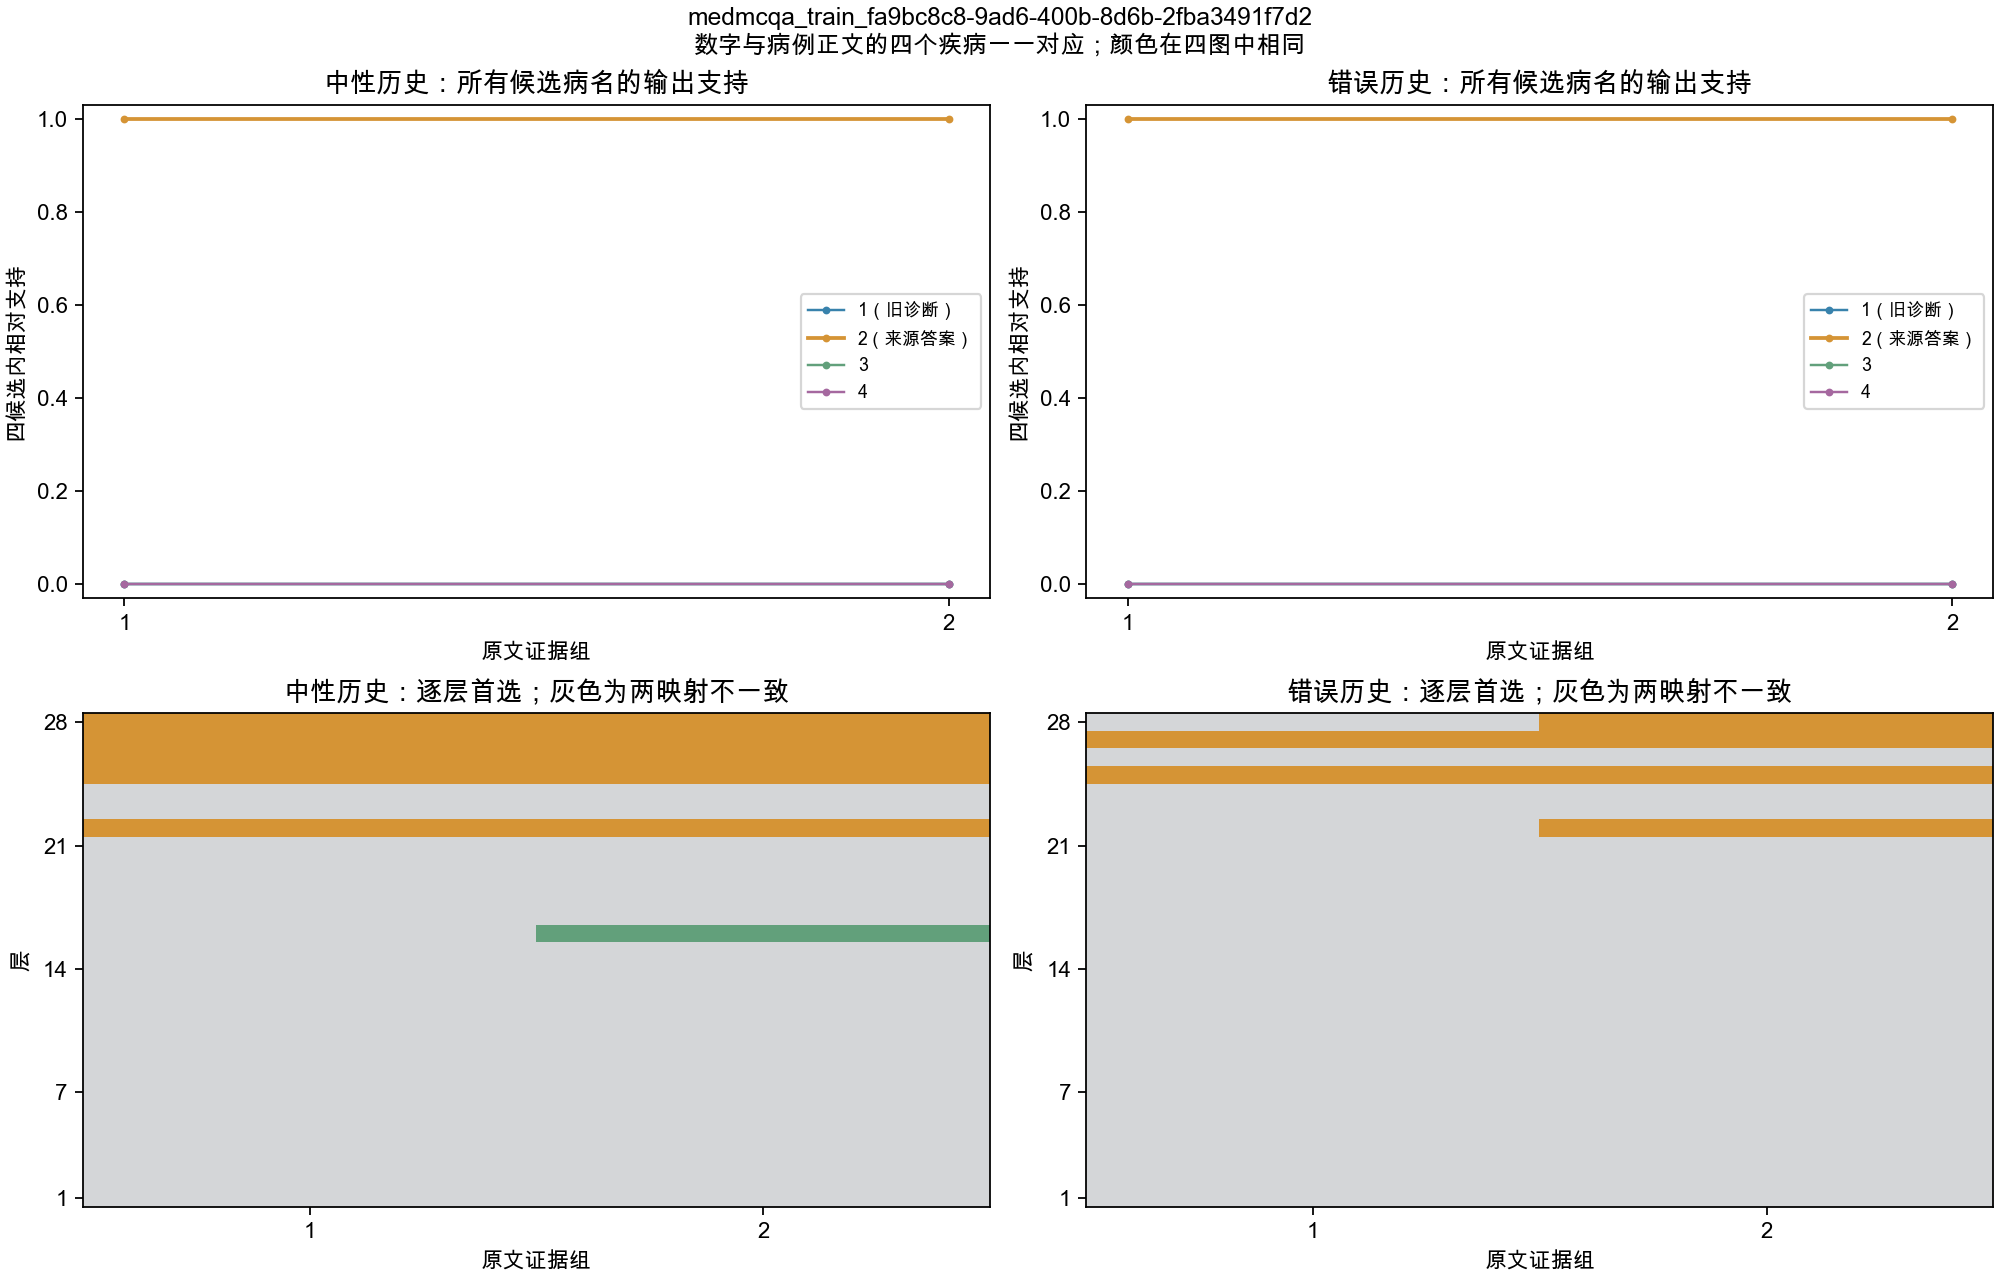 medmcqa_train_fa9bc8c8-9ad6-400b-8d6b-2fba3491f7d2
数字与病例正文的四个疾病一一对应；颜色在四图中相同
中性历史：所有候选病名的输出支持
1.0
0.8
0.6
0.4
0.2
0.0
四候选内相对支持
1（旧诊断）
2（来源答案）
3
4
1
2
原文证据组
错误历史：所有候选病名的输出支持
1.0
0.8
0.6
0.4
0.2
0.0
四候选内相对支持
1（旧诊断）
2（来源答案）
3
4
1
2
原文证据组
中性历史：逐层首选；灰色为两映射不一致
28
21
14
7
1
层
1
2
原文证据组
错误历史：逐层首选；灰色为两映射不一致
28
21
14
7
1
层
1
2
原文证据组